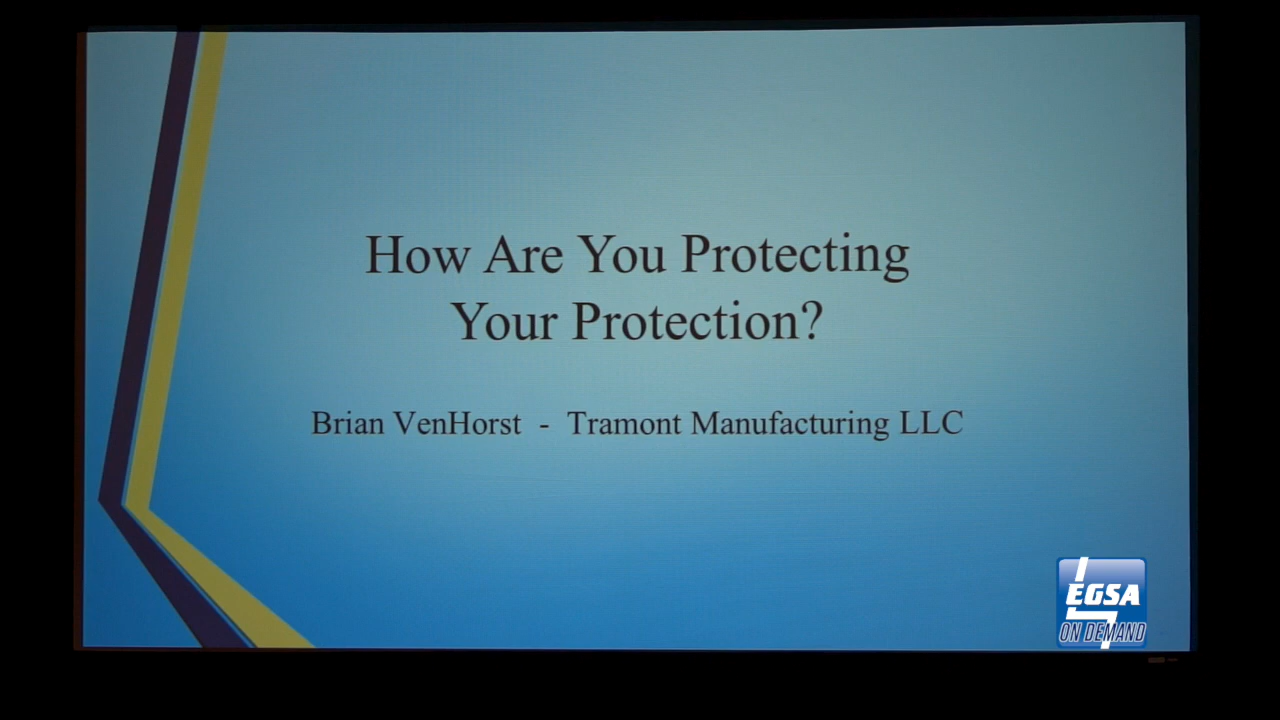 How Are You Protecting
Your Protection?
Brian VenHorst - Tramont Manufacturing LLC
EGSA
ON DEMAND